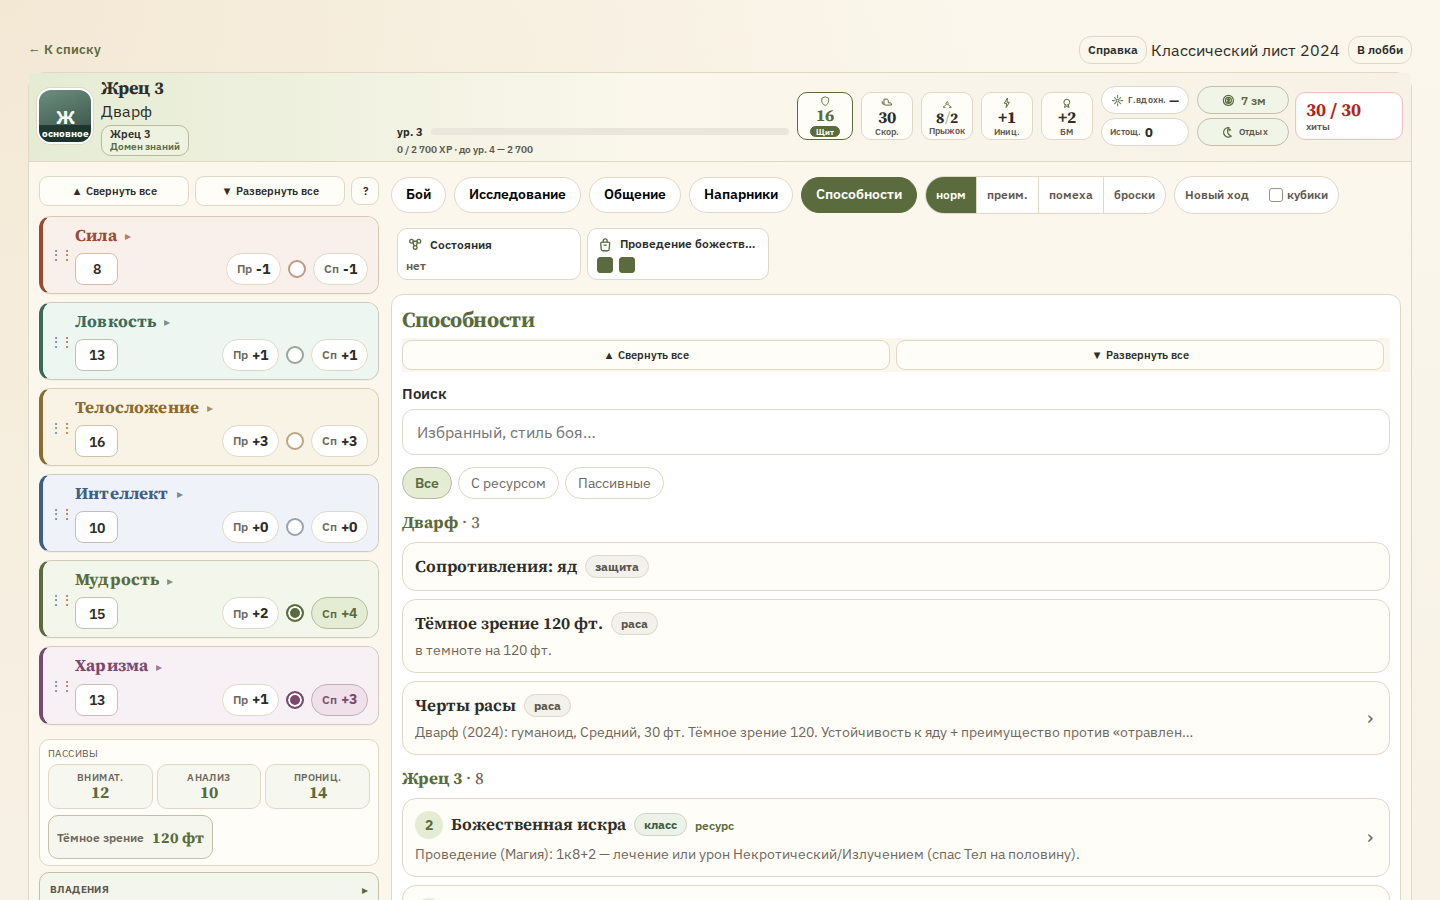 ← К списку
Справка Классический лист 2024 В лобби
Ж
основное
Жрец 3
Дварф
Жрец 3
Домен знаний
ур. 3
0 / 2 700 XP · до ур. 4 — 2 700
16
Щит
30
Скор.
8/2
Прыжок
+1
Иниц.
+2
БМ
Г.вдохн. —
Истощ. 0
7 зм
Отдых
30 / 30
хиты
▲ Свернуть все ▼ Развернуть все ?
Сила ▸
8 Пр -1 Сп -1
Ловкость ▸
13 Пр +1 Сп +1
Телосложение ▸
16 Пр +3 Сп +3
Интеллект ▸
10 Пр +0 Сп +0
Мудрость ▸
15 Пр +2 Сп +4
Харизма ▸
13 Пр +1 Сп +3
ПАССИВЫ
ВНИМАТ. АНАЛИЗ ПРОНИЦ.
12 10 14
Тёмное зрение 120 фт
ВЛАДЕНИЯ ▸
Бой Исследование Общение Напарники Способности норм преим. помеха броски Новый ход кубики
Состояния
нет
Проведение божеств...
Способности
▲ Свернуть все ▼ Развернуть все
Поиск
Избранный, стиль боя...
Все С ресурсом Пассивные
Дварф · 3
Сопротивления: яд защита
Тёмное зрение 120 фт. раса
в темноте на 120 фт.
Черты расы раса
Дварф (2024): гуманоид, Средний, 30 фт. Тёмное зрение 120. Устойчивость к яду + преимущество против «отравлен... ›
Жрец 3 · 8
2 Божественная искра класс ресурс
Проведение (Магия): 1к8+2 — лечение или урон Некротический/Излучением (спас Тел на половину). ›